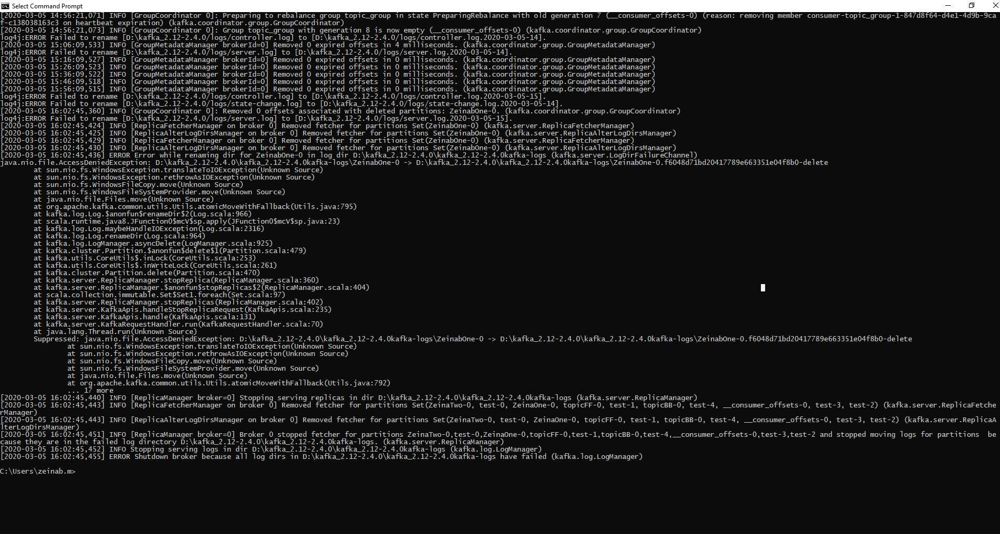 Select Command Prompt
[2020-03-05 14:56:21,071] INFO [GroupCoordinator 0]: Preparing to rebalance group topic_group in state PreparingRebalance with old generation 7 (__consumer_offsets-0) (reason: removing member consumer-topic_group-1-847d8f64-d4e1-4d9b-9ca
f-c138038163c3 on heartbeat expiration) (kafka.coordinator.group.GroupCoordinator)
[2020-03-05 14:56:21,073] INFO [GroupCoordinator 0]: Group topic_group with generation 8 is now empty (__consumer_offsets-0) (kafka.coordinator.group.GroupCoordinator)
log4j:ERROR Failed to rename [D:\kafka_2.12-2.4.0/logs/controller.log] to [D:\kafka_2.12-2.4.0/logs/controller.log.2020-03-05-14].
[2020-03-05 15:06:09,533] INFO [GroupMetadataManager brokerId=0] Removed 0 expired offsets in 4 milliseconds. (kafka.coordinator.group.GroupMetadataManager)
log4j:ERROR Failed to rename [D:\kafka_2.12-2.4.0/logs/server.log] to [D:\kafka_2.12-2.4.0/logs/server.log.2020-03-05-14].
[2020-03-05 15:16:09,527] INFO [GroupMetadataManager brokerId=0] Removed 0 expired offsets in 0 milliseconds. (kafka.coordinator.group.GroupMetadataManager)
[2020-03-05 15:26:09,523] INFO [GroupMetadataManager brokerId=0] Removed 0 expired offsets in 0 milliseconds. (kafka.coordinator.group.GroupMetadataManager)
[2020-03-05 15:36:09,522] INFO [GroupMetadataManager brokerId=0] Removed 0 expired offsets in 0 milliseconds. (kafka.coordinator.group.GroupMetadataManager)
[2020-03-05 15:46:09,518] INFO [GroupMetadataManager brokerId=0] Removed 0 expired offsets in 0 milliseconds. (kafka.coordinator.group.GroupMetadataManager)
[2020-03-05 15:56:09,515] INFO [GroupMetadataManager brokerId=0] Removed 0 expired offsets in 0 milliseconds. (kafka.coordinator.group.GroupMetadataManager)
log4j:ERROR Failed to rename [D:\kafka_2.12-2.4.0/logs/controller.log] to [D:\kafka_2.12-2.4.0/logs/controller.log.2020-03-05-15].
log4j:ERROR Failed to rename [D:\kafka_2.12-2.4.0/logs/state-change.log] to [D:\kafka_2.12-2.4.0/logs/state-change.log.2020-03-05-14].
[2020-03-05 16:02:45,360] INFO [GroupCoordinator 0]: Removed 0 offsets associated with deleted partitions: ZeinabOne-0. (kafka.coordinator.group.GroupCoordinator)
log4j:ERROR Failed to rename [D:\kafka_2.12-2.4.0/logs/server.log] to [D:\kafka_2.12-2.4.0/logs/server.log.2020-03-05-15].
[2020-03-05 16:02:45,424] INFO [ReplicaFetcherManager on broker 0] Removed fetcher for partitions Set(ZeinabOne-0) (kafka.server.ReplicaFetcherManager)
[2020-03-05 16:02:45,425] INFO [ReplicaAlterLogDirsManager on broker 0] Removed fetcher for partitions Set(ZeinabOne-0) (kafka.server.ReplicaAlterLogDirsManager)
[2020-03-05 16:02:45,429] INFO [ReplicaFetcherManager on broker 0] Removed fetcher for partitions Set(ZeinabOne-0) (kafka.server.ReplicaFetcherManager)
[2020-03-05 16:02:45,430] INFO [ReplicaAlterLogDirsManager on broker 0] Removed fetcher for partitions Set(ZeinabOne-0) (kafka.server.ReplicaAlterLogDirsManager)
[2020-03-05 16:02:45,436] ERROR Error while renaming dir for ZeinabOne-0 in log dir D:\kafka_2.12-2.4.0\kafka_2.12-2.4.0kafka-logs (kafka.server.LogDirFailureChannel)
java.nio.file.AccessDeniedException: D:\kafka_2.12-2.4.0\kafka_2.12-2.4.0kafka-logs\ZeinabOne-0 -> D:\kafka_2.12-2.4.0\kafka_2.12-2.4.0kafka-logs\ZeinabOne-0.f6048d71bd20417789e663351e04f8b0-delete
at sun.nio.fs.WindowsException.translateToIOException(Unknown Source)
at sun.nio.fs.WindowsException.rethrowAsIOException(Unknown Source)
at sun.nio.fs.WindowsFileCopy.move(Unknown Source)
at sun.nio.fs.WindowsFileSystemProvider.move(Unknown Source)
at java.nio.file.Files.move(Unknown Source)
at org.apache.kafka.common.utils.Utils.atomicMoveWithFallback(Utils.java:795)
at kafka.log.Log.$anonfun$renameDir$2(Log.scala:966)
at scala.runtime.java8.JFunction0$mcV$sp.apply(JFunction0$mcV$sp.java:23)
at kafka.log.Log.maybeHandleIOException(Log.scala:2316)
at kafka.log.Log.renameDir(Log.scala:964)
at kafka.log.LogManager.asyncDelete(LogManager.scala:925)
at kafka.cluster.Partition.$anonfun$delete$1(Partition.scala:479)
at kafka.utils.CoreUtils$.inLock(CoreUtils.scala:253)
at kafka.utils.CoreUtils$.inWriteLock(CoreUtils.scala:261)
at kafka.cluster.Partition.delete(Partition.scala:470)
at kafka.server.ReplicaManager.stopReplica(ReplicaManager.scala:360)
at kafka.server.ReplicaManager.$anonfun$stopReplicas$2(ReplicaManager.scala:404)
at scala.collection.immutable.Set$Set1.foreach(Set.scala:97)
at kafka.server.ReplicaManager.stopReplicas(ReplicaManager.scala:402)
at kafka.server.KafkaApis.handleStopReplicaRequest(KafkaApis.scala:235)
at kafka.server.KafkaApis.handle(KafkaApis.scala:131)
at kafka.server.KafkaRequestHandler.run(KafkaRequestHandler.scala:70)
at java.lang.Thread.run(Unknown Source)
Suppressed: java.nio.file.AccessDeniedException: D:\kafka_2.12-2.4.0\kafka_2.12-2.4.0kafka-logs\ZeinabOne-0 -> D:\kafka_2.12-2.4.0\kafka_2.12-2.4.0kafka-logs\ZeinabOne-0.f6048d71bd20417789e663351e04f8b0-delete
at sun.nio.fs.WindowsException.translateToIOException(Unknown Source)
at sun.nio.fs.WindowsException.rethrowAsIOException(Unknown Source)
at sun.nio.fs.WindowsFileCopy.move(Unknown Source)
at sun.nio.fs.WindowsFileSystemProvider.move(Unknown Source)
at java.nio.file.Files.move(Unknown Source)
at org.apache.kafka.common.utils.Utils.atomicMoveWithFallback(Utils.java:792)
... 17 more
[2020-03-05 16:02:45,440] INFO [ReplicaManager broker=0] Stopping serving replicas in dir D:\kafka_2.12-2.4.0\kafka_2.12-2.4.0kafka-logs (kafka.server.ReplicaManager)
[2020-03-05 16:02:45,443] INFO [ReplicaFetcherManager on broker 0] Removed fetcher for partitions Set(ZeinaTwo-0, test-0, ZeinaOne-0, topicFF-0, test-1, topicBB-0, test-4, __consumer_offsets-0, test-3, test-2) (kafka.server.ReplicaFetche
rManager)
[2020-03-05 16:02:45,443] INFO [ReplicaAlterLogDirsManager on broker 0] Removed fetcher for partitions Set(ZeinaTwo-0, test-0, ZeinaOne-0, topicFF-0, test-1, topicBB-0, test-4, __consumer_offsets-0, test-3, test-2) (kafka.server.ReplicaA
lterLogDirsManager)
[2020-03-05 16:02:45,451] INFO [ReplicaManager broker=0] Broker 0 stopped fetcher for partitions ZeinaTwo-0,test-0,ZeinaOne-0,topicFF-0,test-1,topicBB-0,test-4,__consumer_offsets-0,test-3,test-2 and stopped moving logs for partitions  be
cause they are in the failed log directory D:\kafka_2.12-2.4.0\kafka_2.12-2.4.0kafka-logs. (kafka.server.ReplicaManager)
[2020-03-05 16:02:45,452] INFO Stopping serving logs in dir D:\kafka_2.12-2.4.0\kafka_2.12-2.4.0kafka-logs (kafka.log.LogManager)
[2020-03-05 16:02:45,455] ERROR Shutdown broker because all log dirs in D:\kafka_2.12-2.4.0\kafka_2.12-2.4.0kafka-logs have failed (kafka.log.LogManager)
C:\Users\zeinab.m>